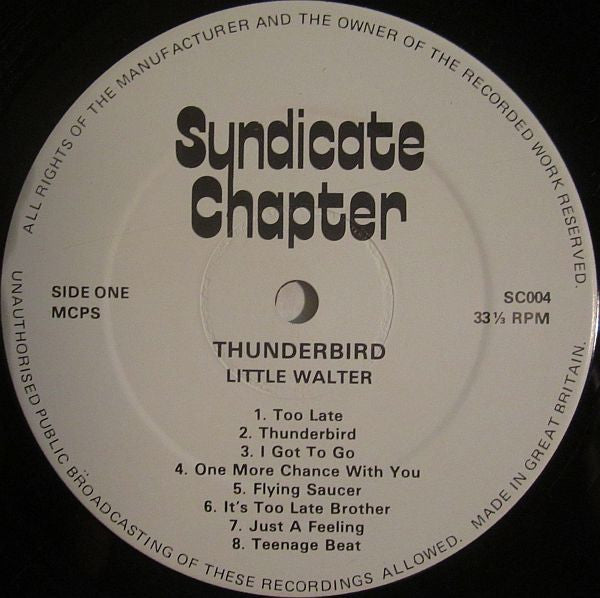 ALL RIGHTS OF THE MANUFACTURER AND THE OWNER OF THE RECORDED WORK RESERVED.
Syndicate
Chapter
SIDE ONE
MCPS
SC004
33⅓ RPM
THUNDERBIRD
LITTLE WALTER
1. Too Late
2. Thunderbird
3. I Got To Go
4. One More Chance With You
5. Flying Saucer
6. It's Too Late Brother
7. Just A Feeling
8. Teenage Beat
UNAUTHORISED PUBLIC BROADCASTING OF THESE RECORDINGS ALLOWED. MADE IN GREAT BRITAIN.